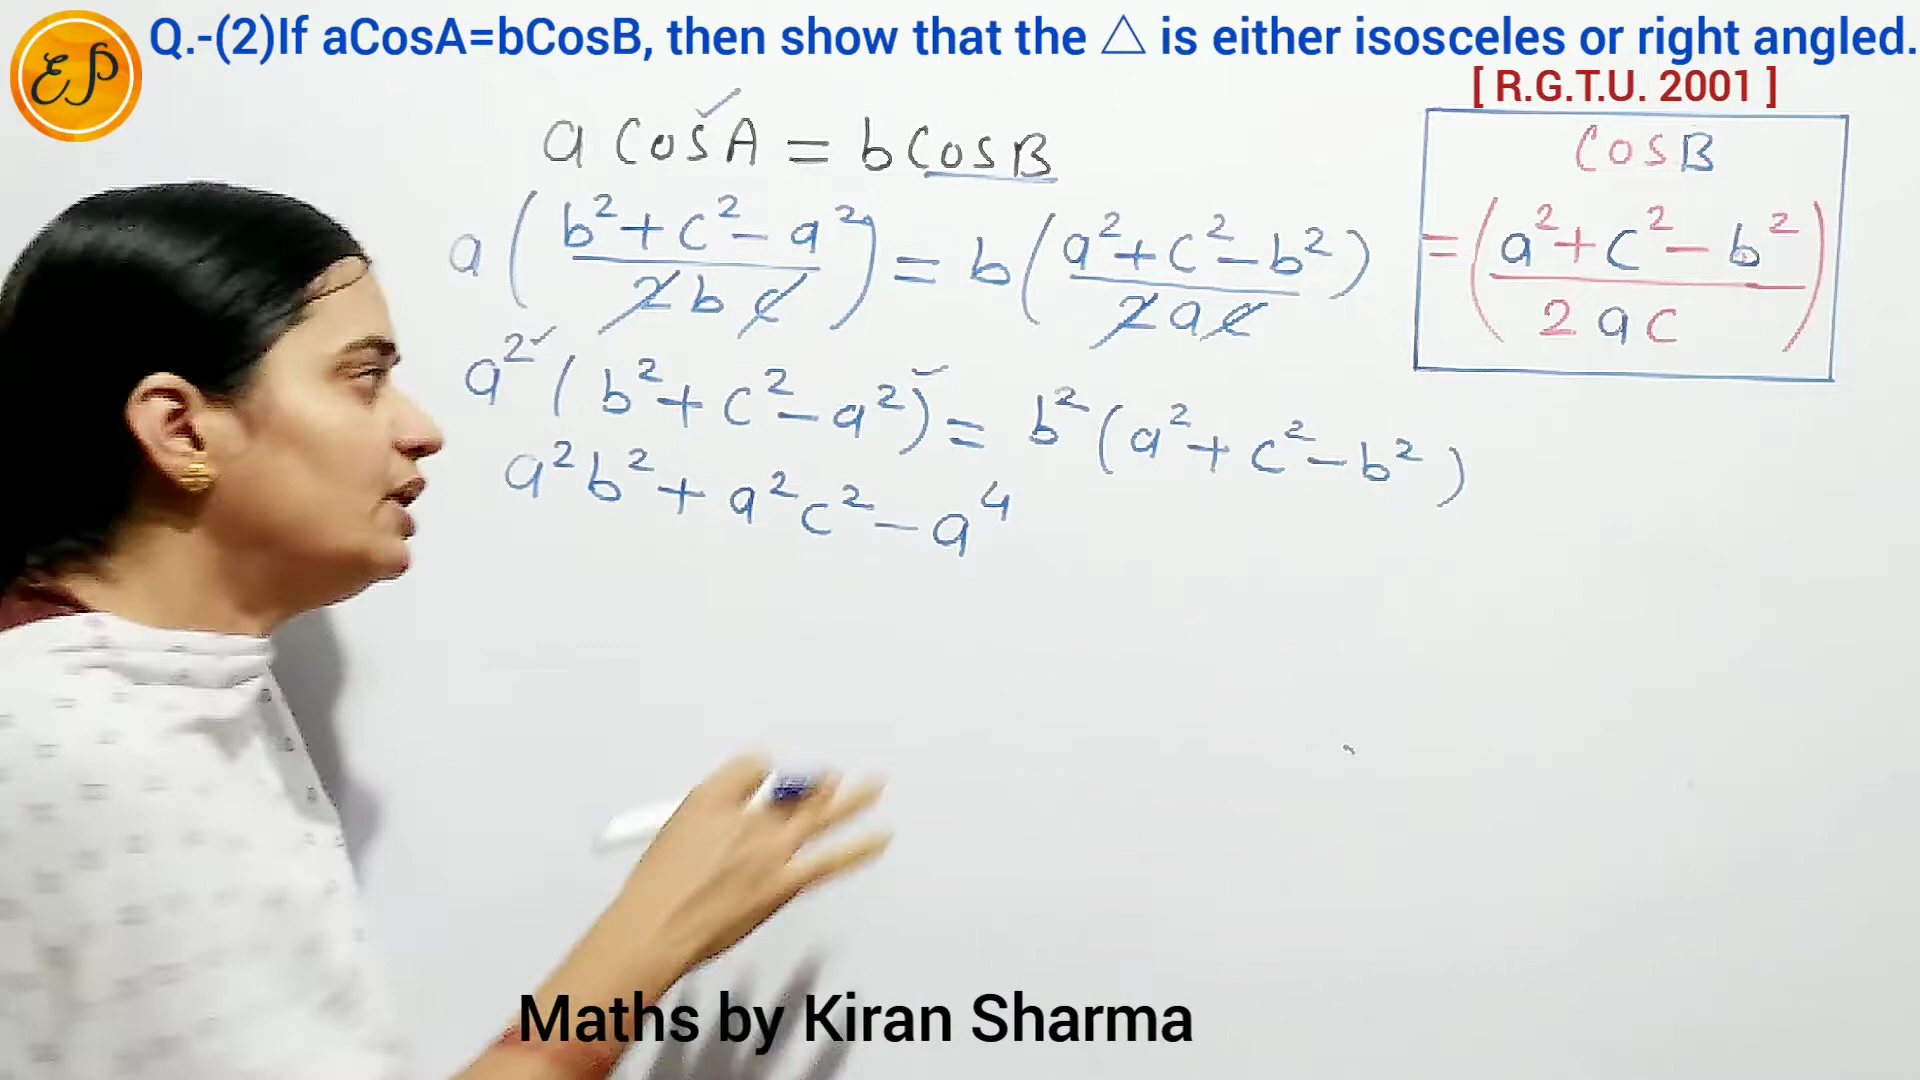 EP
Q.-(2)If aCosA=bCosB, then show that the △ is either isosceles or right angled.
[ R.G.T.U. 2001 ]
a CosA = b CosB
a ( b²+c²-a² / 2bc ) = b ( a²+c²-b² / 2ac )
a² ( b²+c²-a² ) = b² ( a²+c²-b² )
a²b² + a²c² - a⁴
CosB
= ( a²+c²-b² / 2ac )
Maths by Kiran Sharma